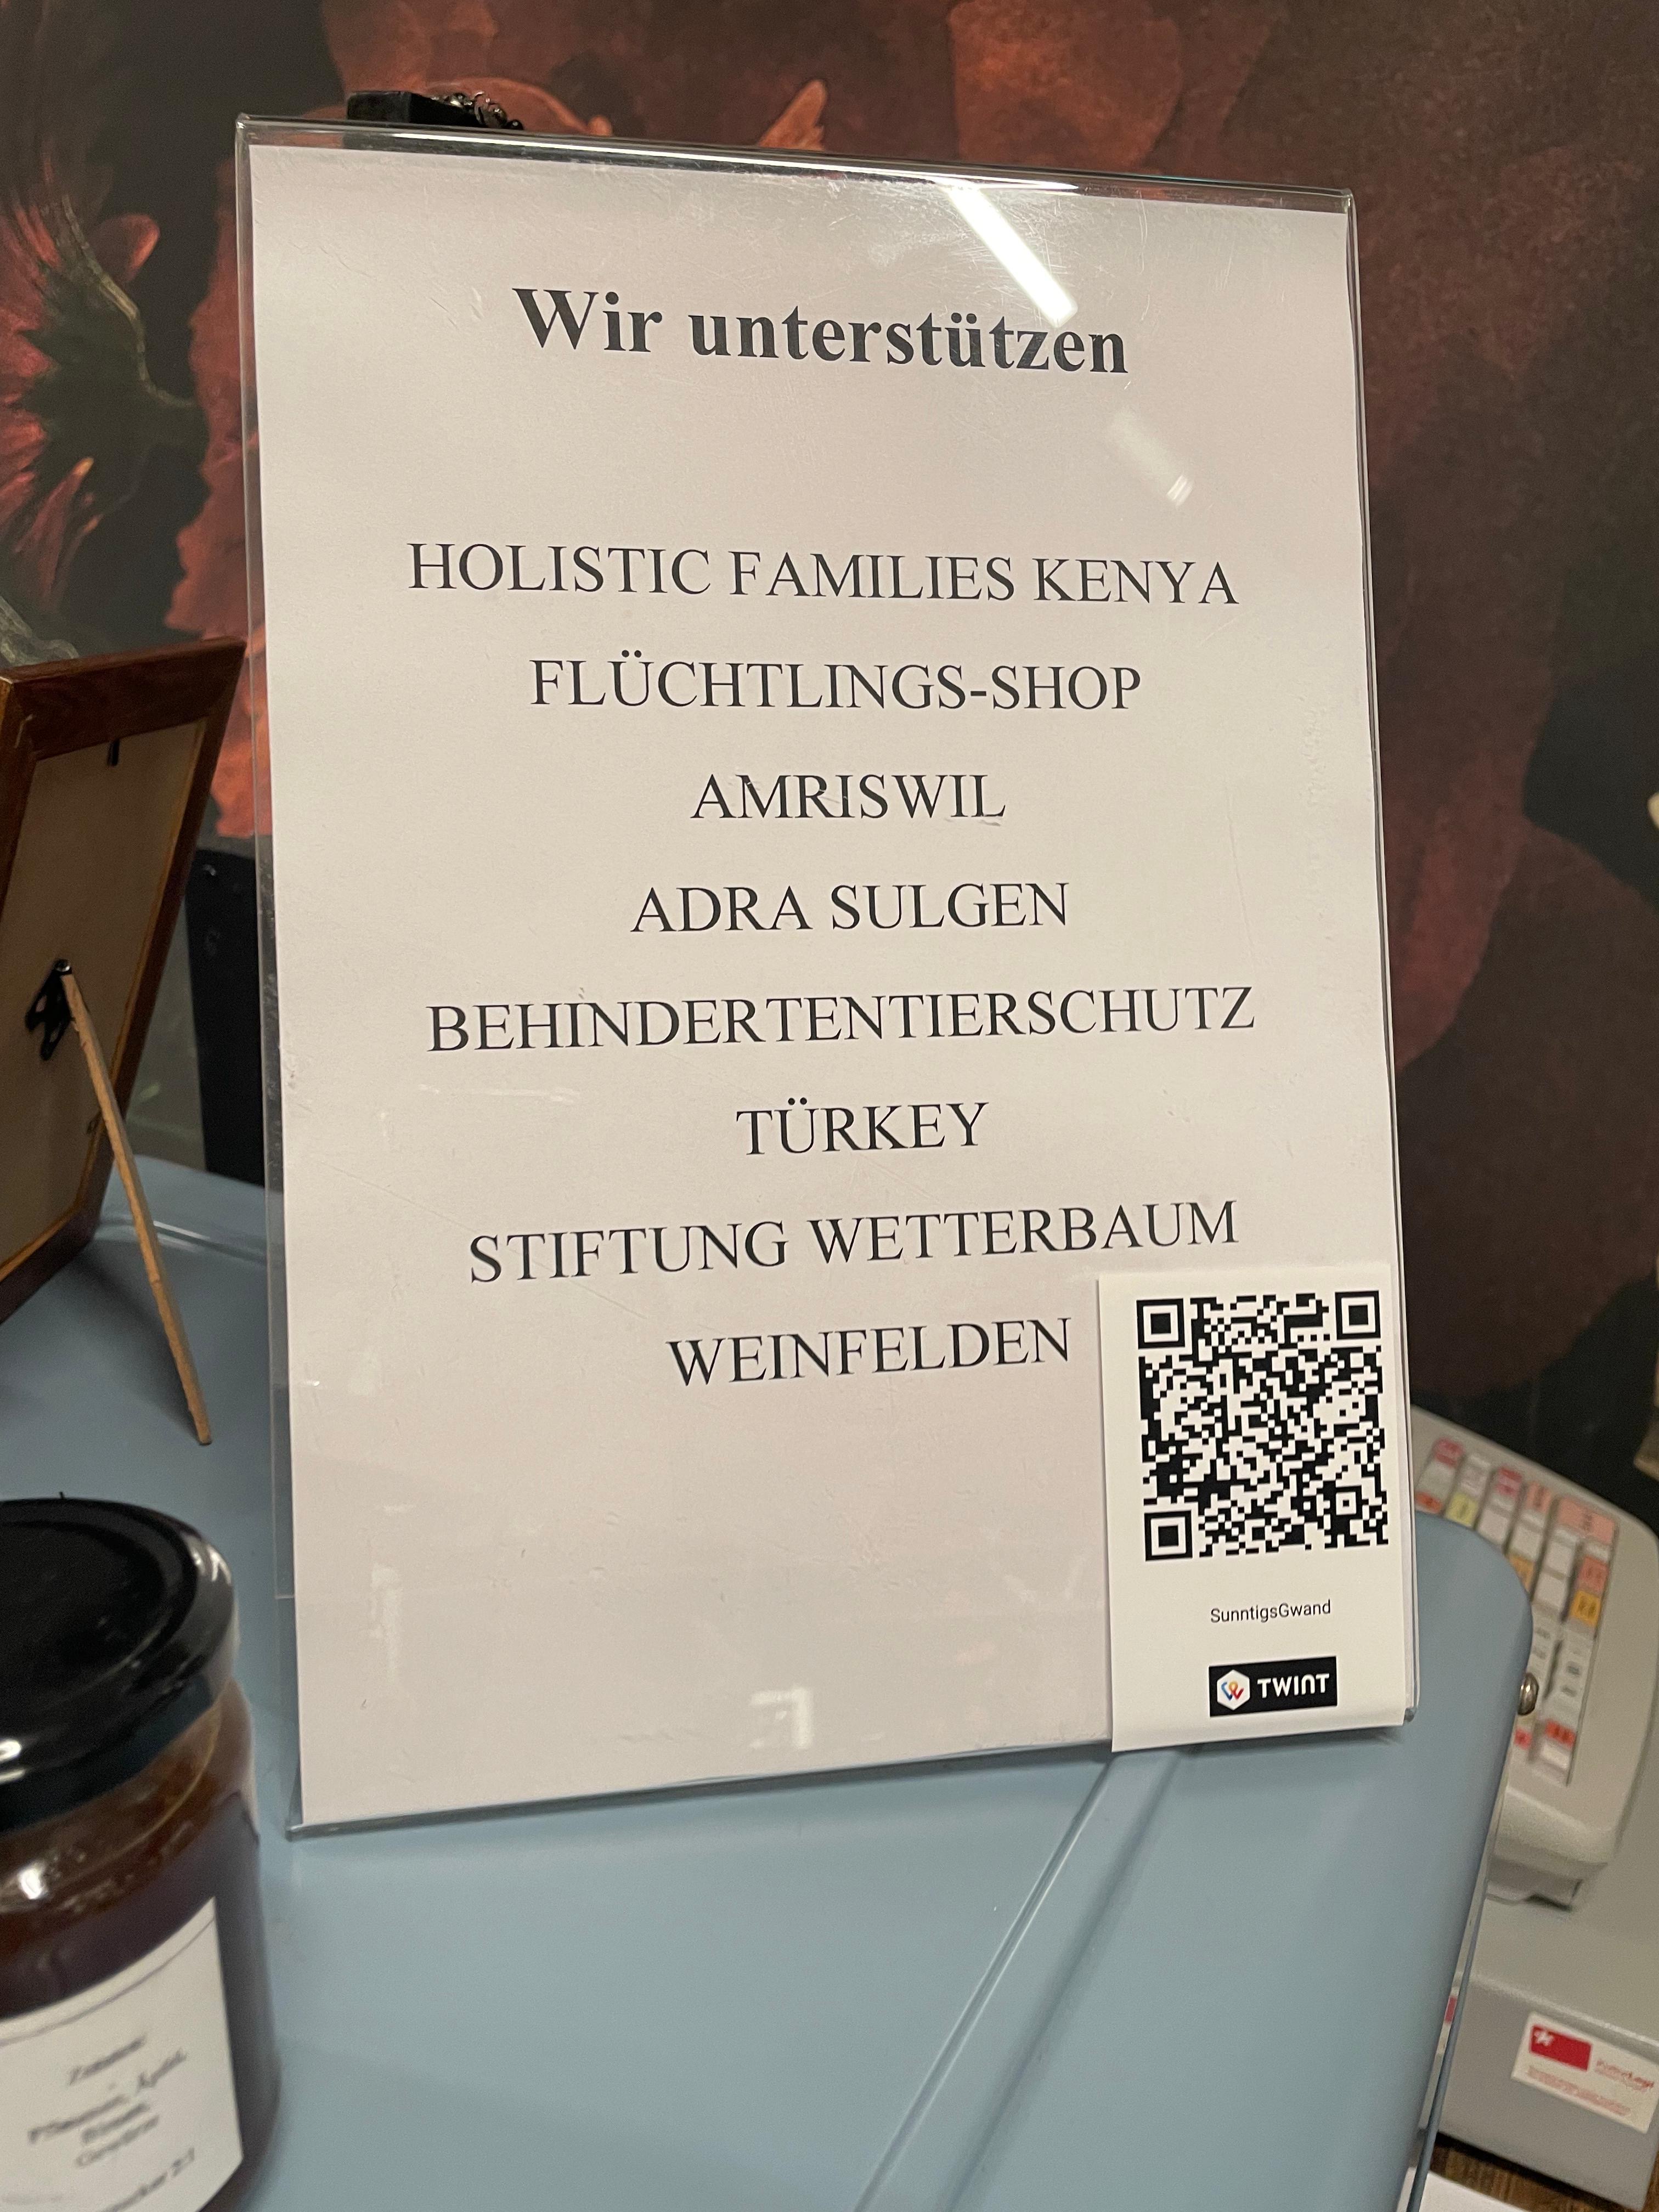 Wir unterstützen
HOLISTIC FAMILIES KENYA
FLÜCHTLINGS-SHOP
AMRISWIL
ADRA SULGEN
BEHINDERTENTIERSCHUTZ
TÜRKEY
STIFTUNG WETTERBAUM
WEINFELDEN
SunntigsGwand
TWINT